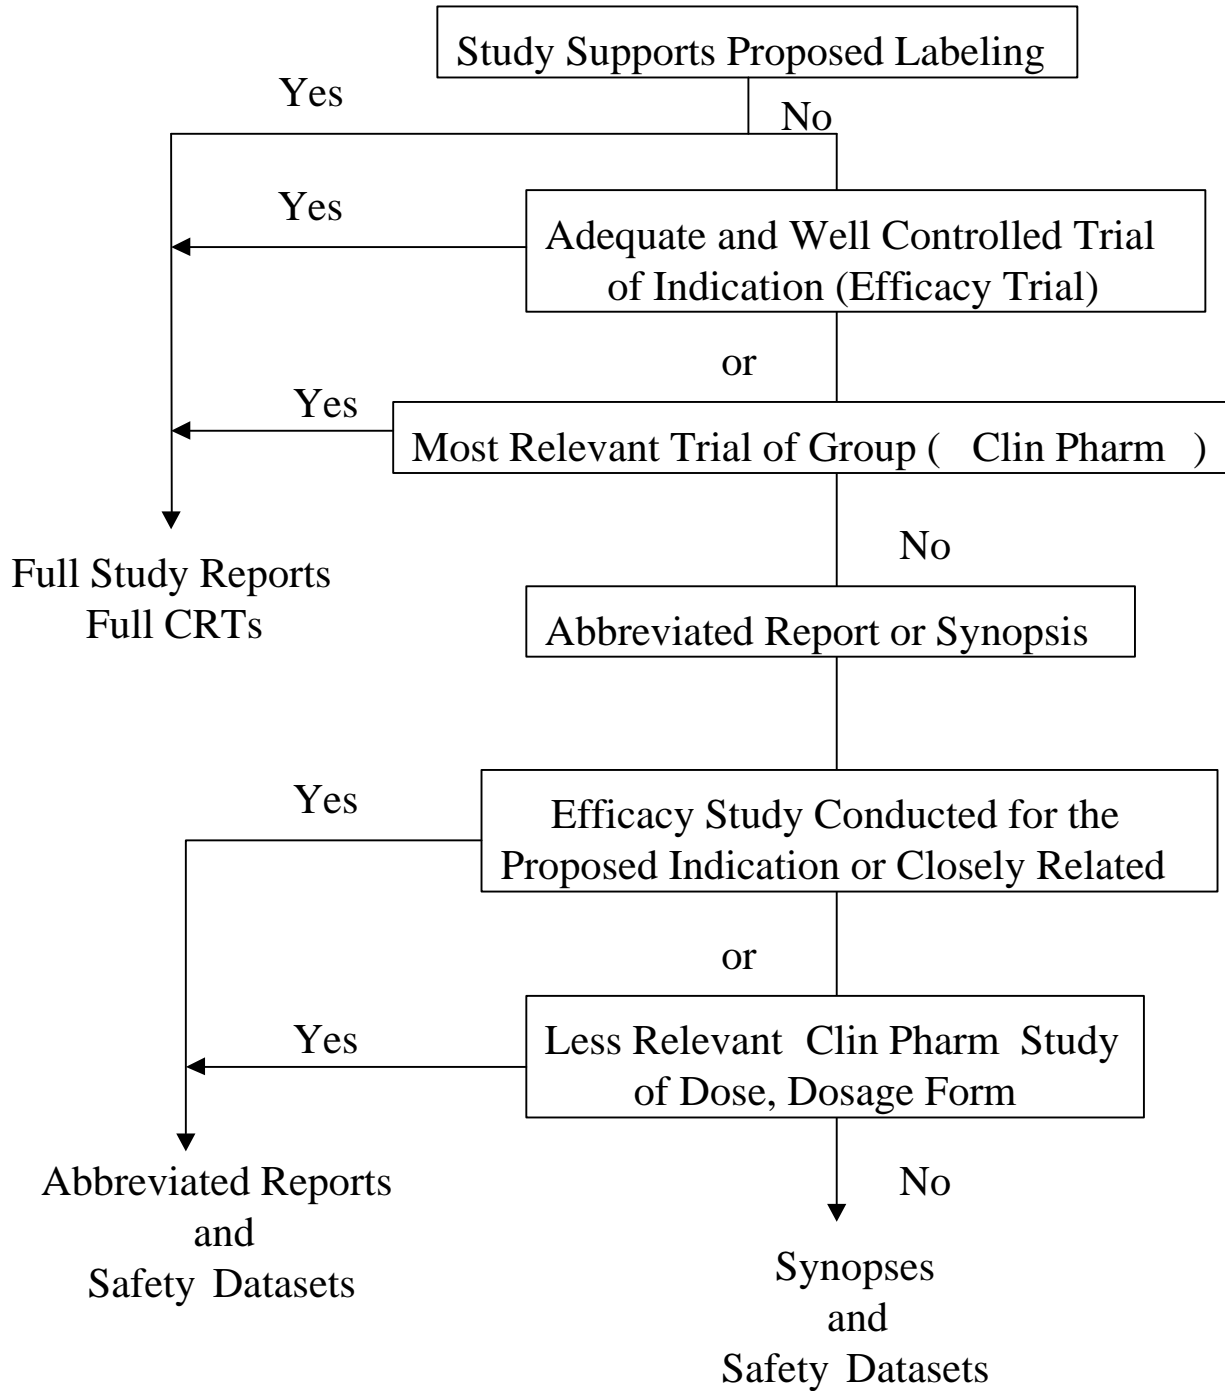 Study Supports Proposed Labeling
Yes
No
Yes
Adequate and Well Controlled Trial
of Indication (Efficacy Trial)
or
Yes
Most Relevant Trial of Group ( Clin Pharm )
No
Full Study Reports
Full CRTs
Abbreviated Report or Synopsis
Yes
Efficacy Study Conducted for the
Proposed Indication or Closely Related
or
Yes
Less Relevant Clin Pharm Study
of Dose, Dosage Form
No
Abbreviated Reports
and
Safety Datasets
Synopses
and
Safety Datasets